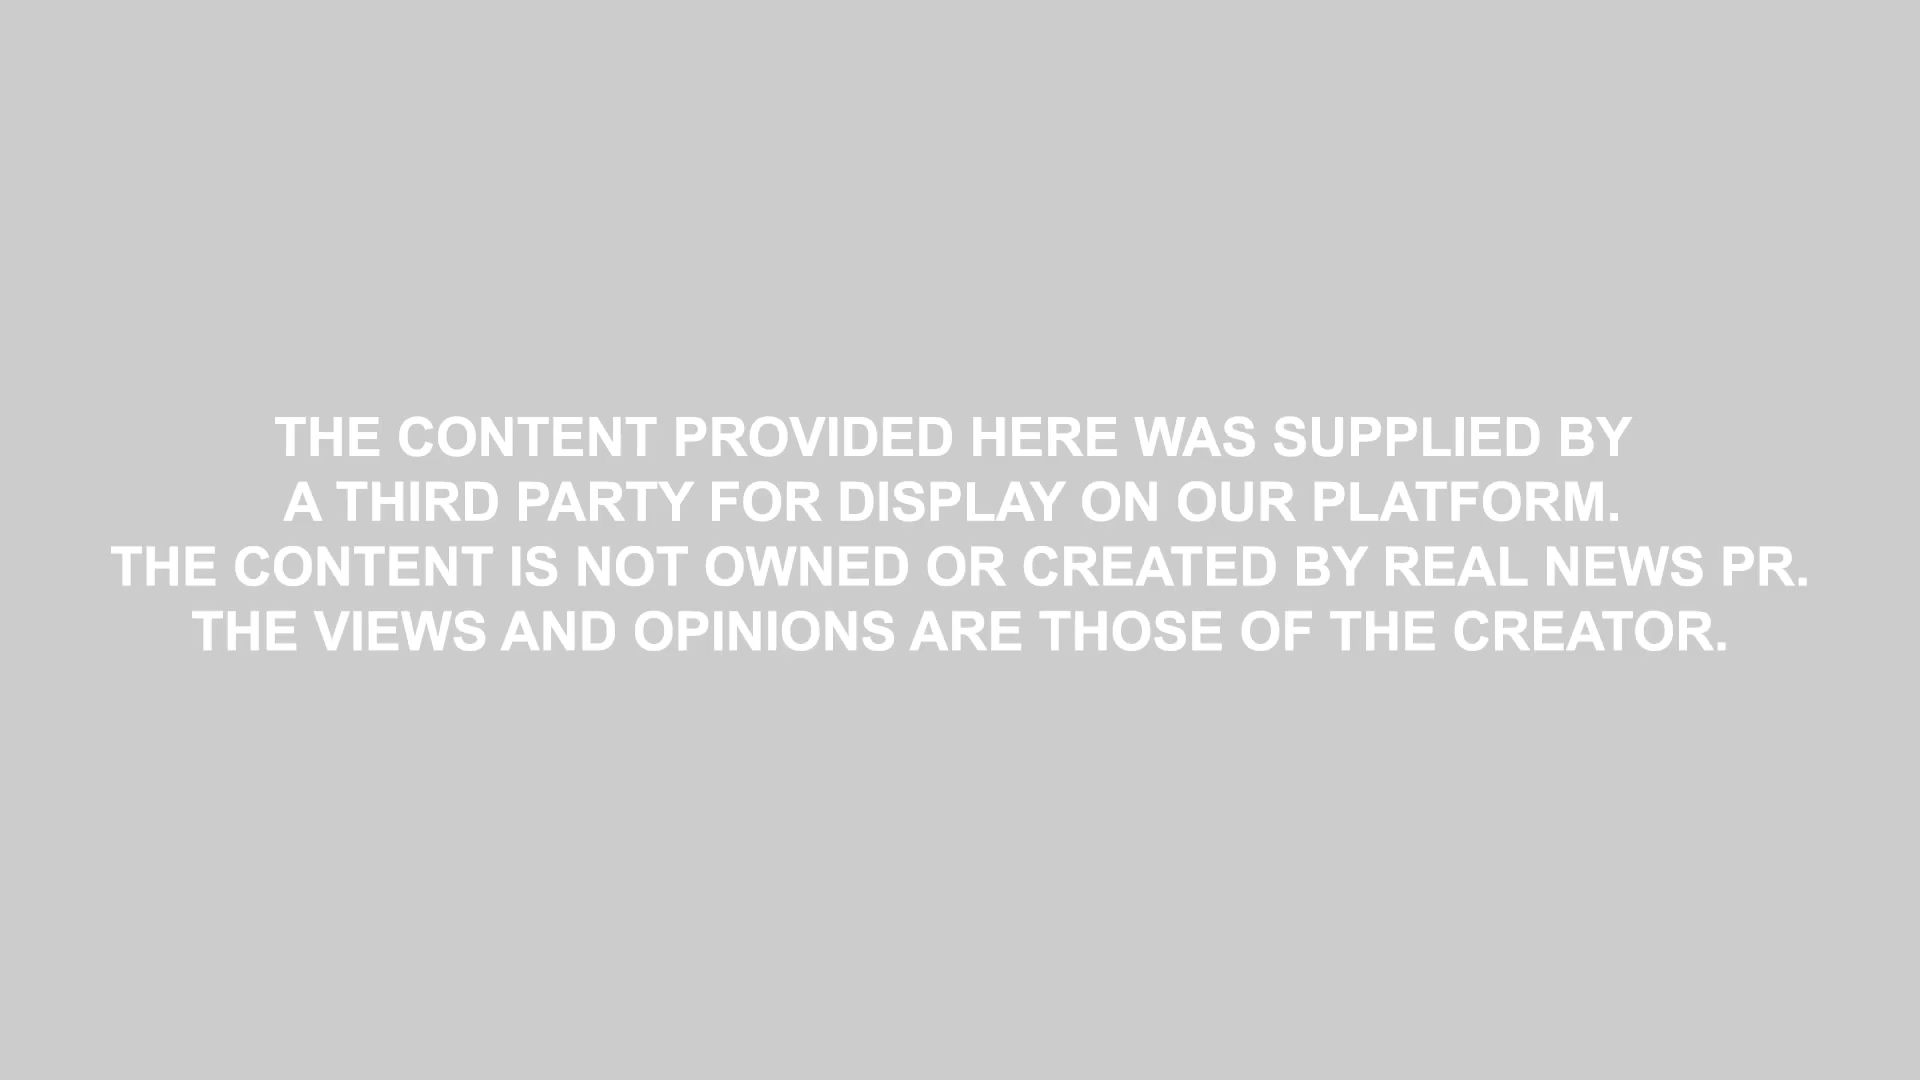 THE CONTENT PROVIDED HERE WAS SUPPLIED BY
A THIRD PARTY FOR DISPLAY ON OUR PLATFORM.
THE CONTENT IS NOT OWNED OR CREATED BY REAL NEWS PR.
THE VIEWS AND OPINIONS ARE THOSE OF THE CREATOR.